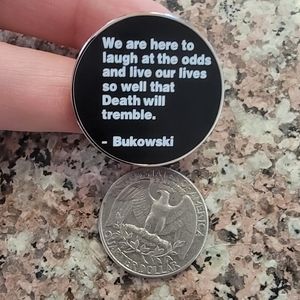 We are here to
laugh at the odds
and live our lives
so well that
Death will
tremble.
- Bukowski
QUARTER DOLLAR